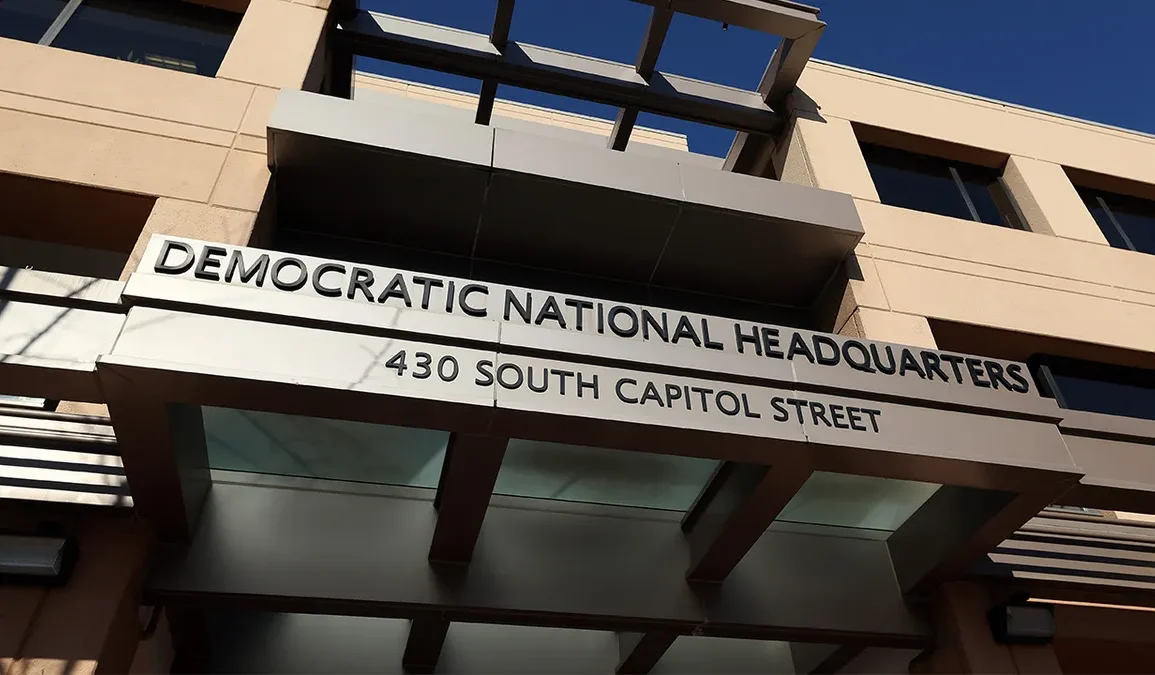 DEMOCRATIC NATIONAL HEADQUARTERS
430 SOUTH CAPITOL STREET